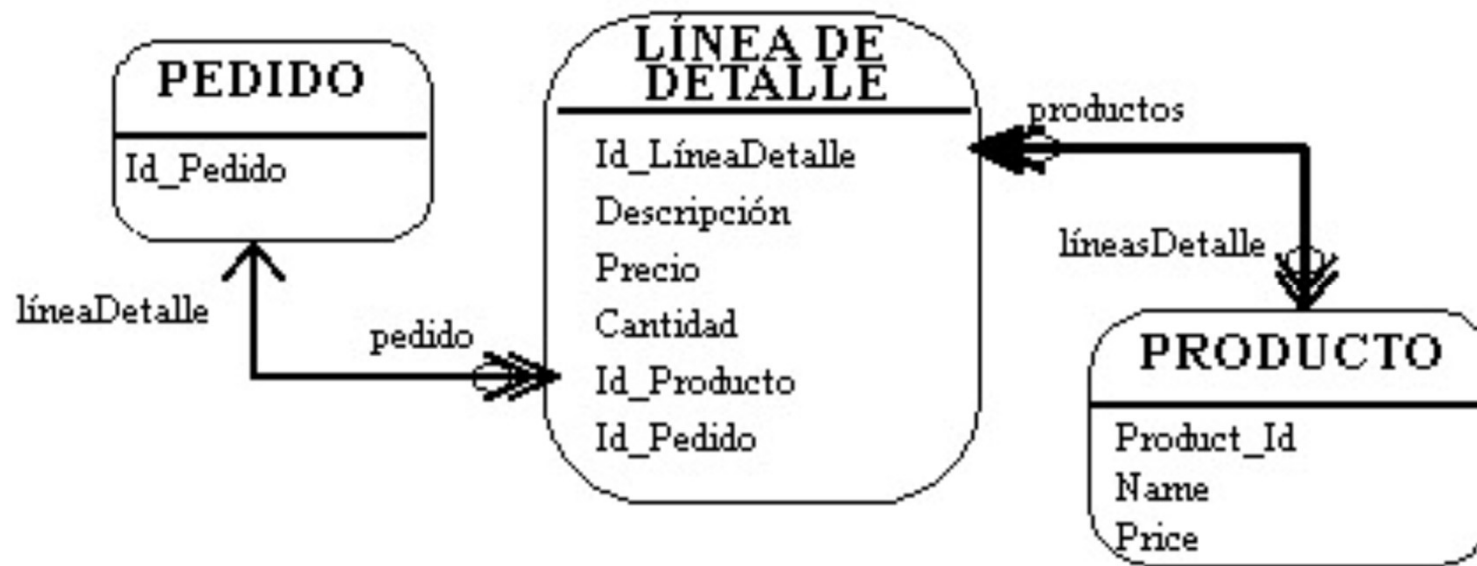 PEDIDO
Id_Pedido
líneaDetalle
pedido
LÍNEA DE
DETALLE
Id_LíneaDetalle
Descripción
Precio
Cantidad
Id_Producto
Id_Pedido
productos
líneasDetalle
PRODUCTO
Product_Id
Name
Price